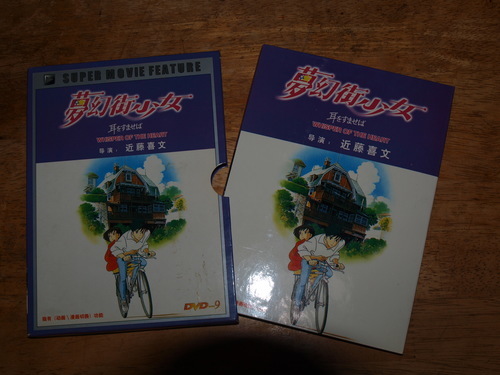 SUPER MOVIE FEATURE
夢幻街少女
耳をすませば
WHISPER OF THE HEART
导演：近藤喜文
DVD-9
夢幻街少女
耳をすませば
WHISPER OF THE HEART
导演：近藤喜文